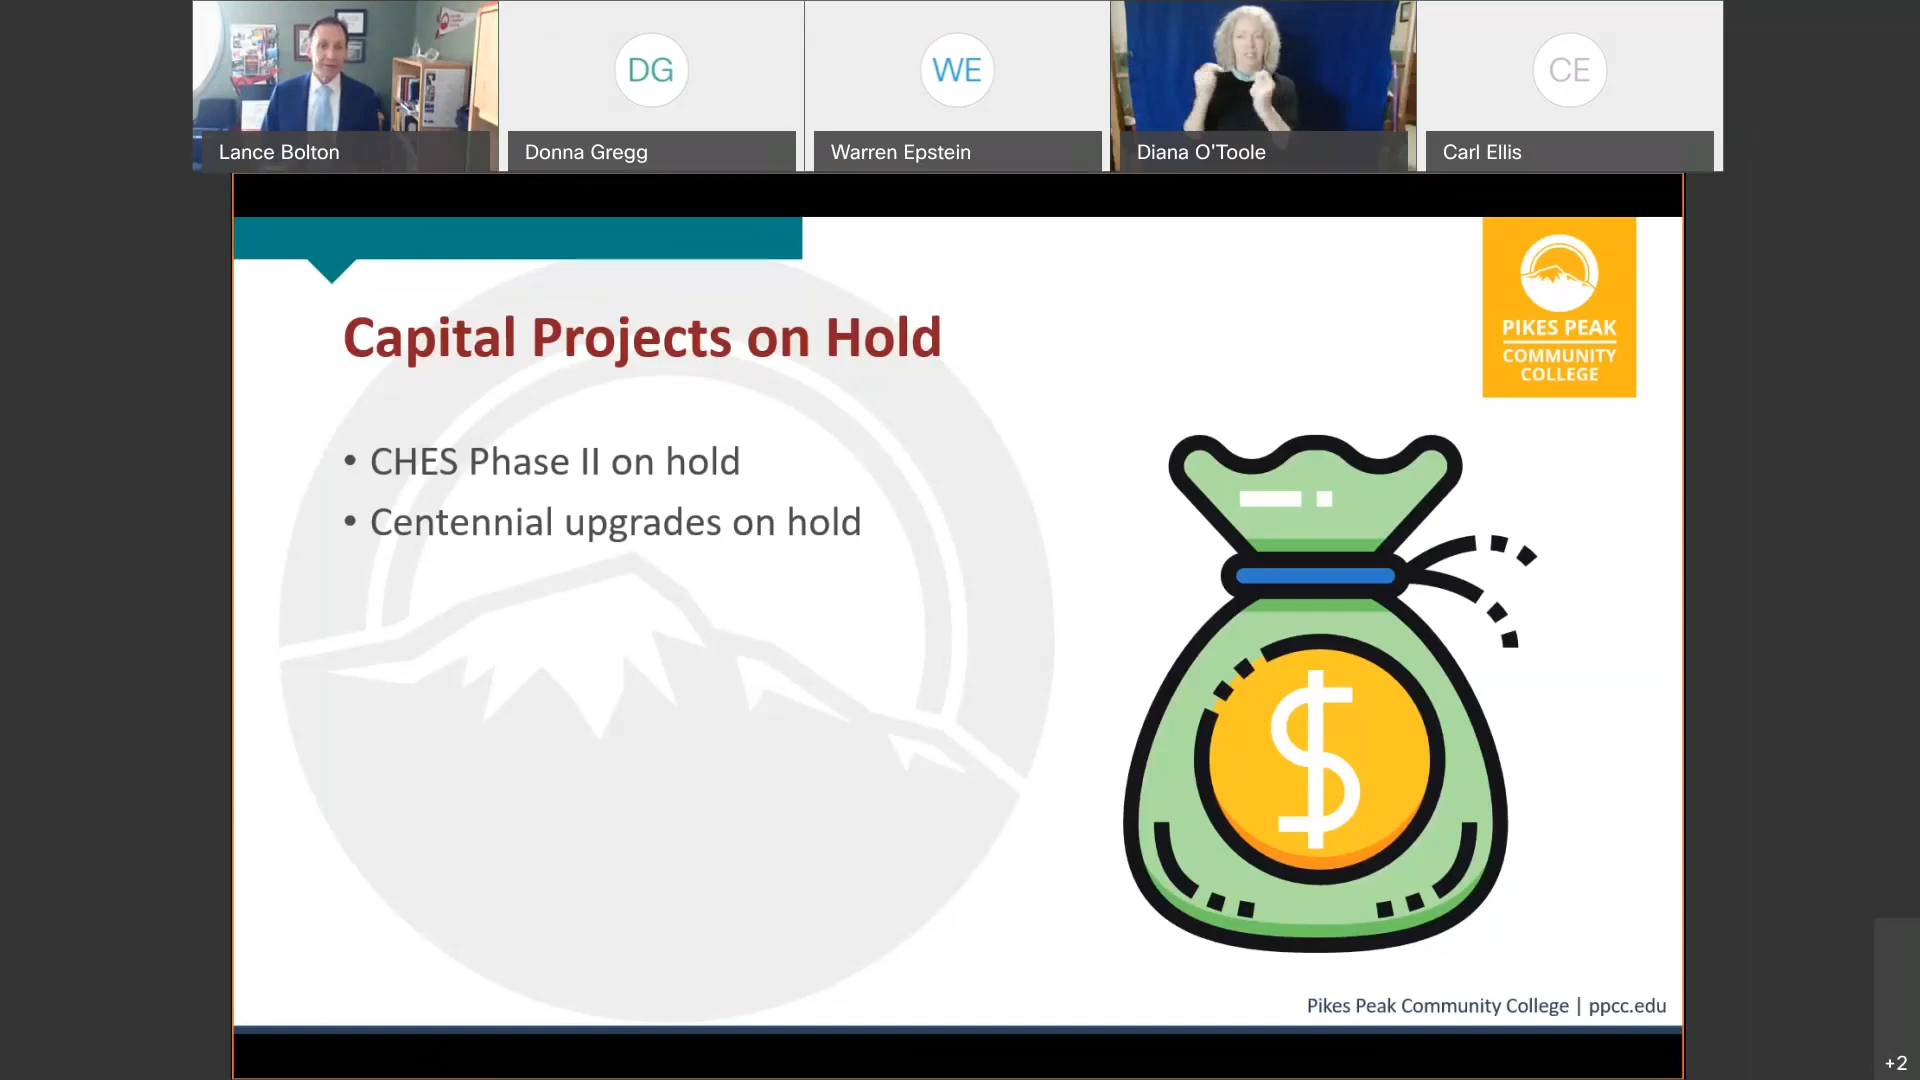 DG
WE
CE
Lance Bolton
Donna Gregg
Warren Epstein
Diana O'Toole
Carl Ellis
PIKES PEAK
COMMUNITY
COLLEGE
Capital Projects on Hold
• CHES Phase II on hold
• Centennial upgrades on hold
$
Pikes Peak Community College | ppcc.edu
+2